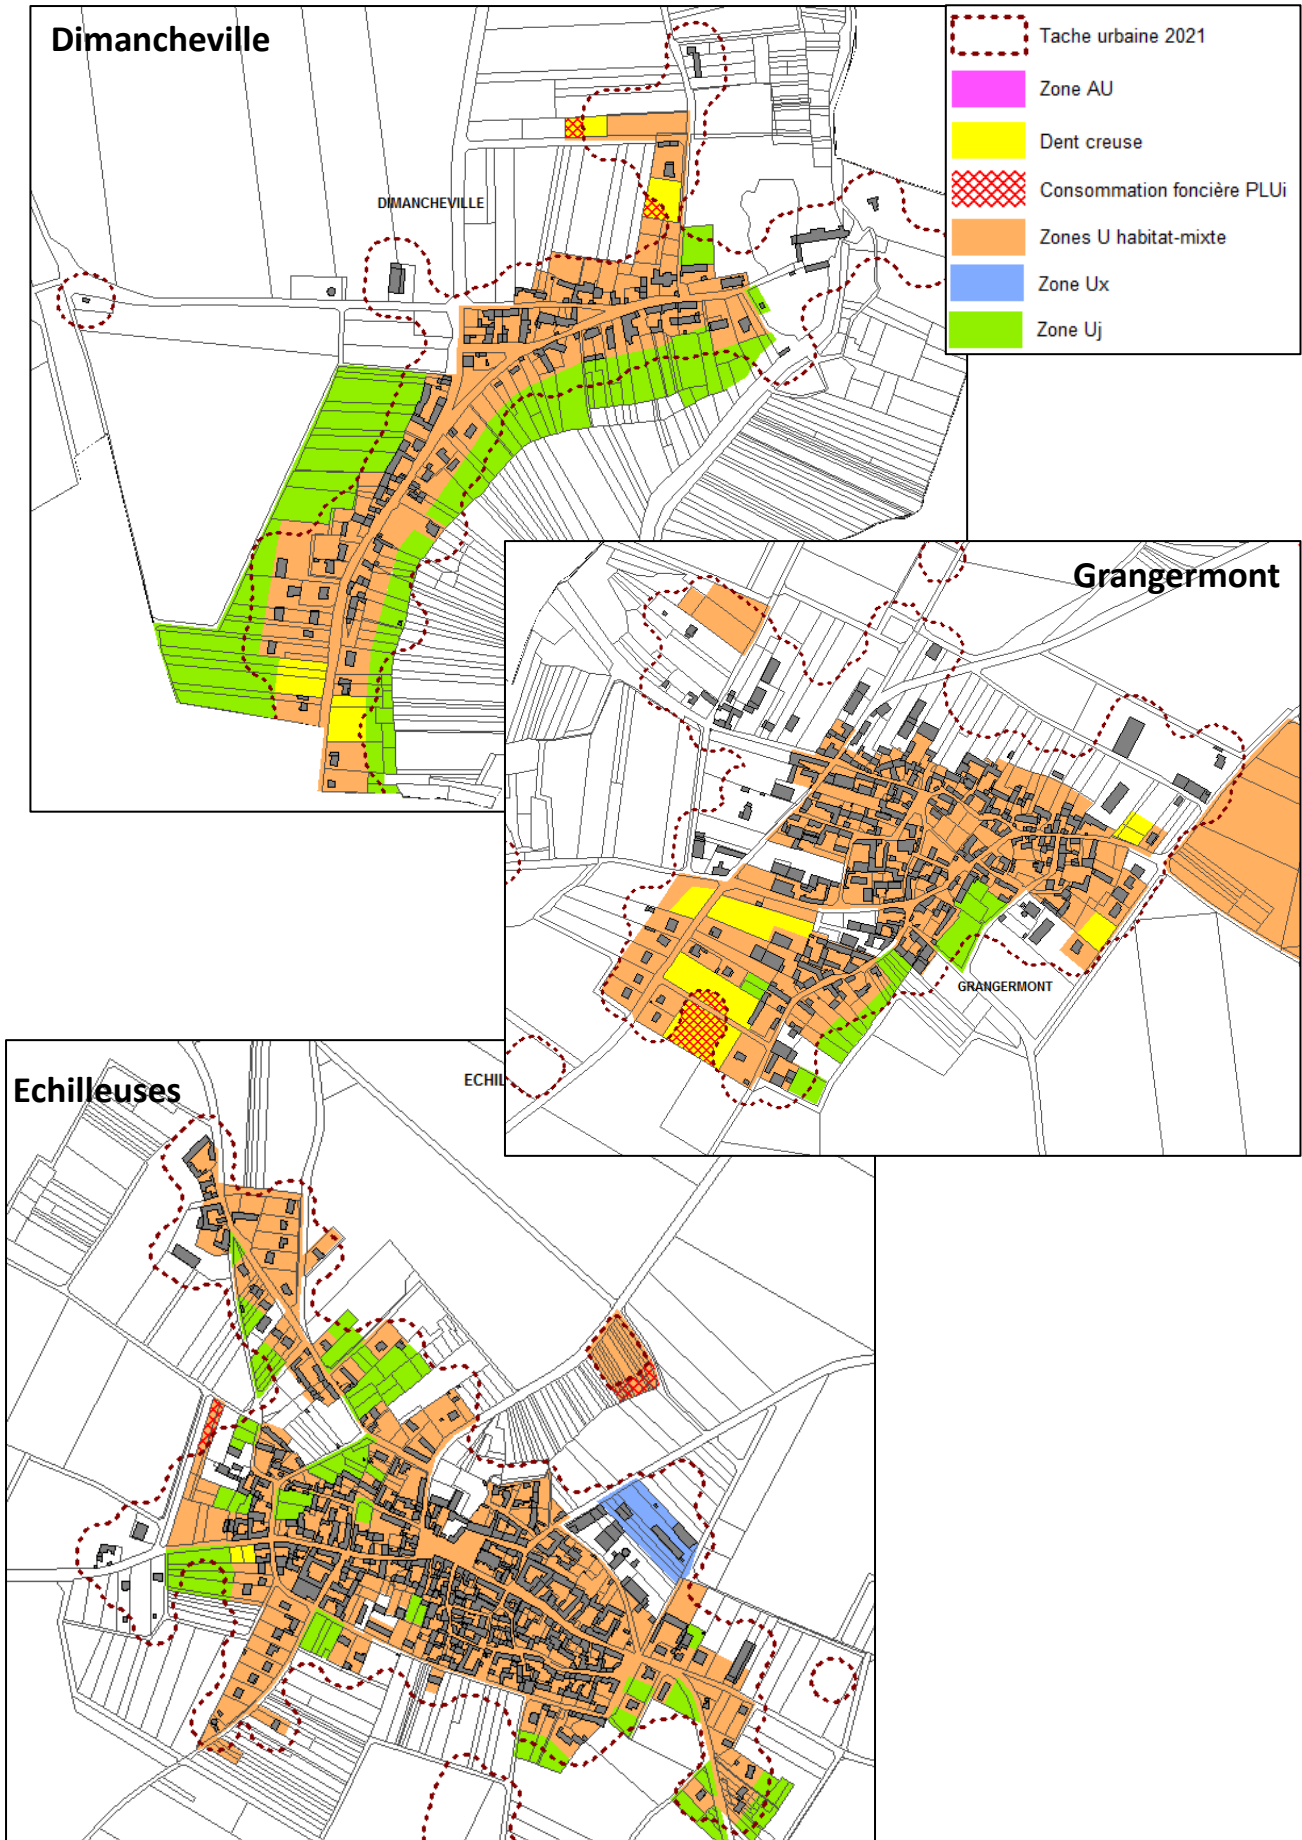 Dimancheville
Tache urbaine 2021
Zone AU
Dent creuse
Consommation foncière PLUi
Zones U habitat-mixte
Zone Ux
Zone Uj
DIMANCHEVILLE
Grangermont
GRANGERMONT
Echilleuses
ECHIL